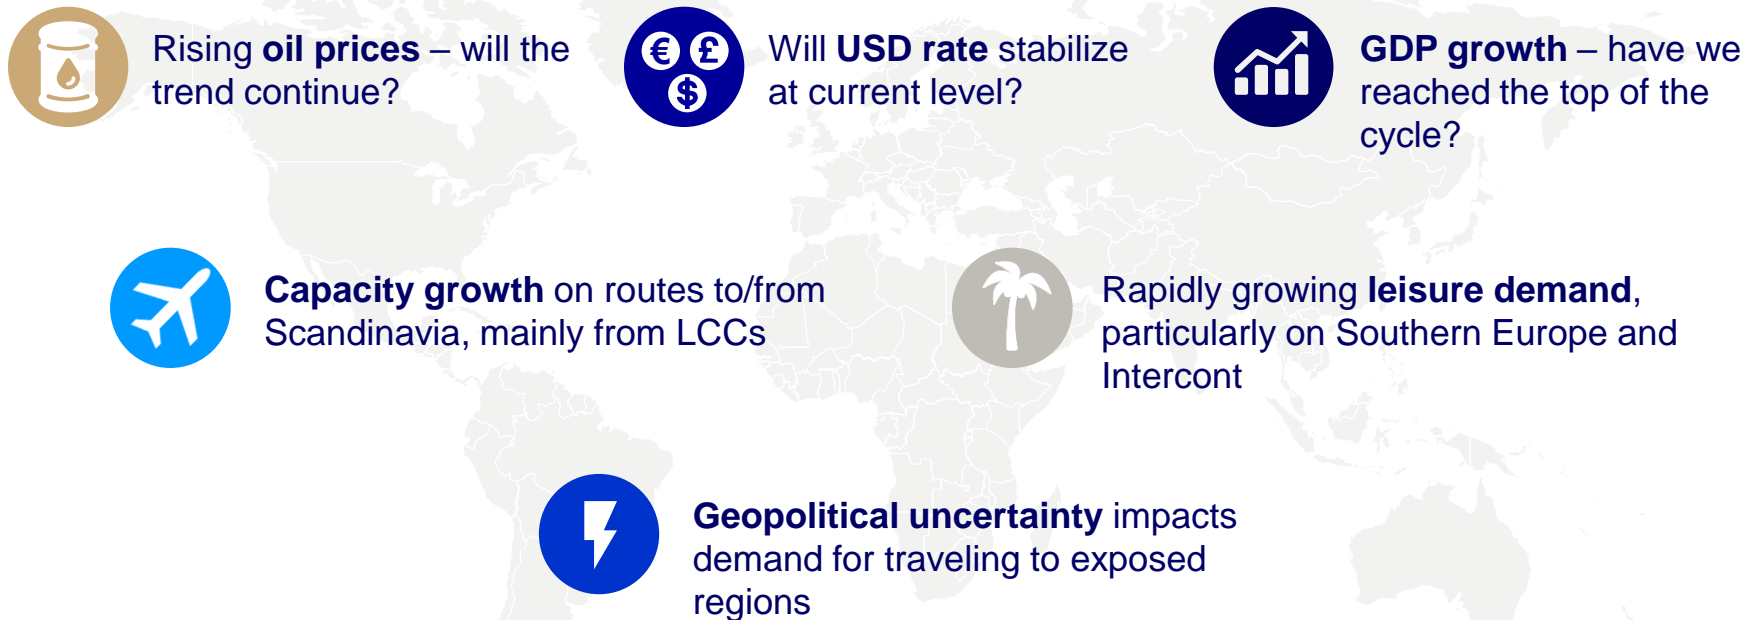 Rising oil prices – will the
trend continue?
€ £
$
Will USD rate stabilize
at current level?
GDP growth – have we
reached the top of the
cycle?
Capacity growth on routes to/from
Scandinavia, mainly from LCCs
Rapidly growing leisure demand,
particularly on Southern Europe and
Intercont
Geopolitical uncertainty impacts
demand for traveling to exposed
regions